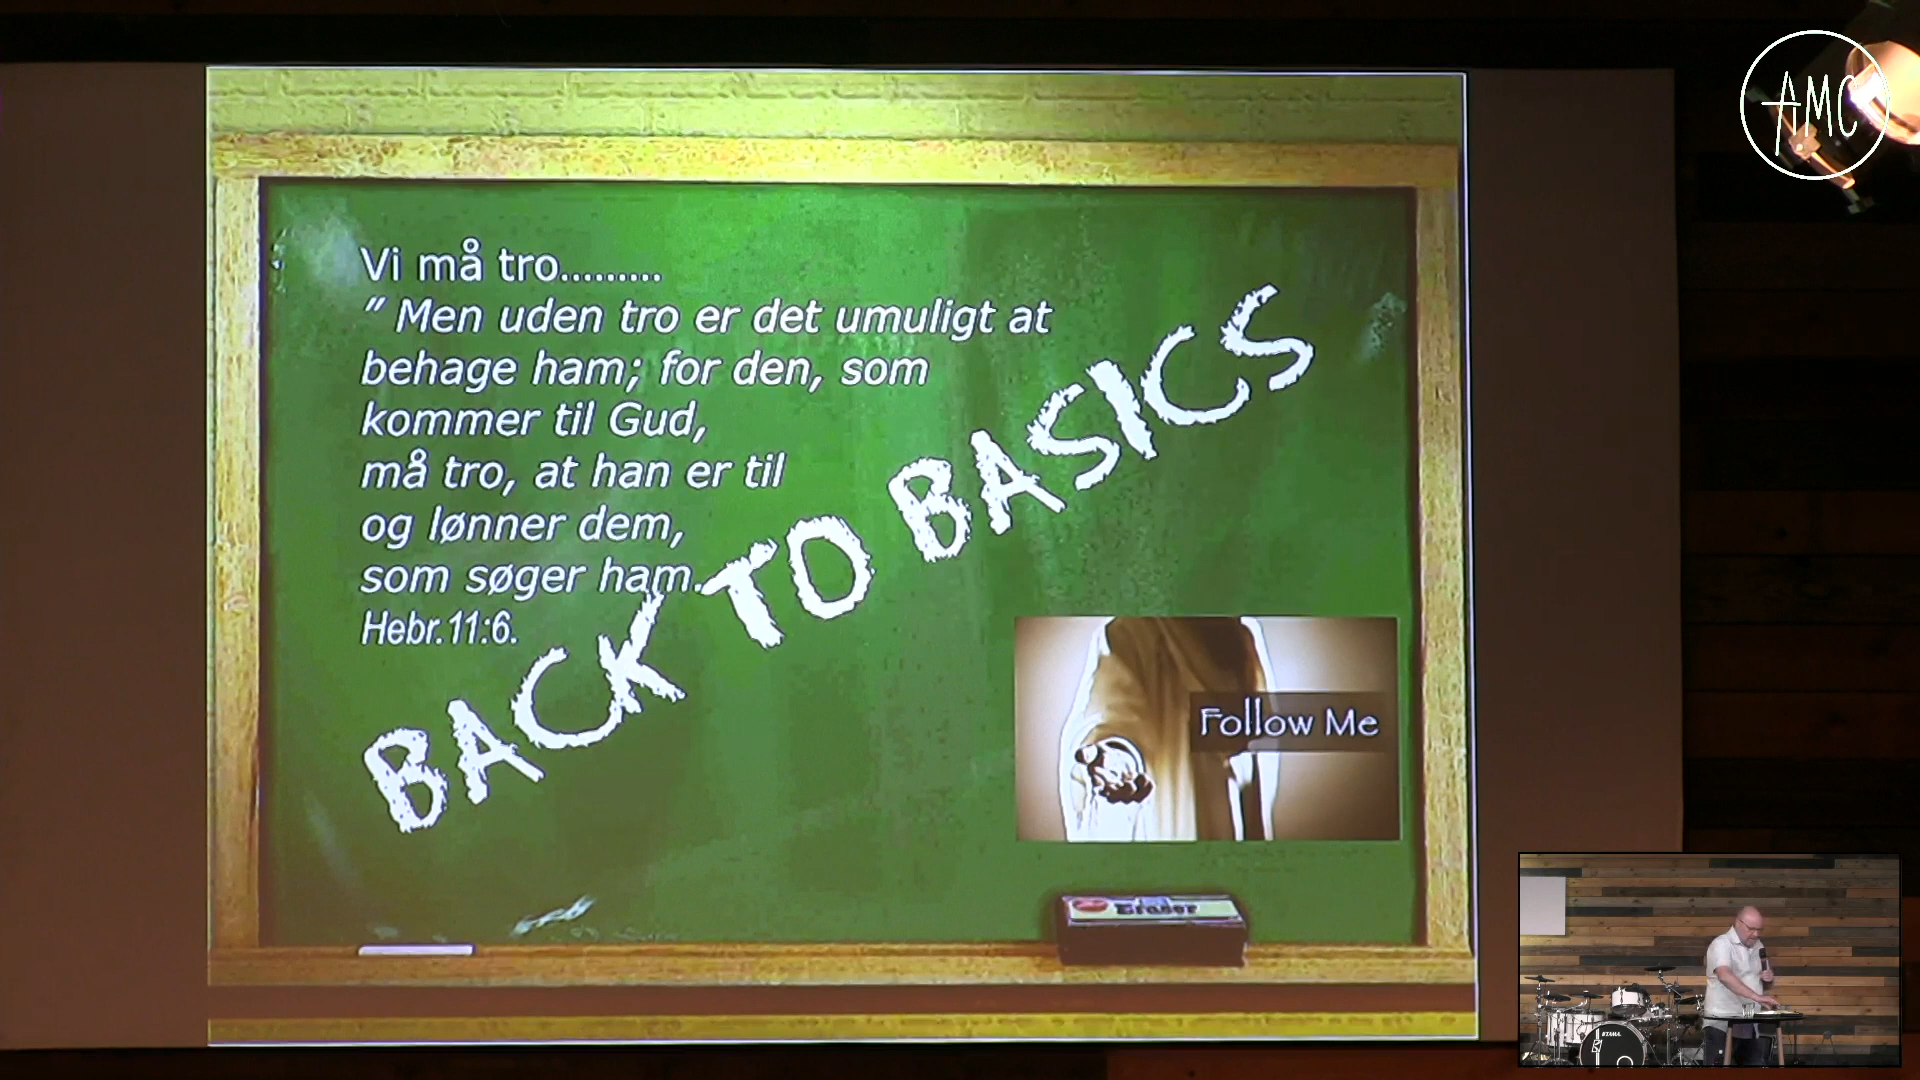 AMC
Vi må tro.........
” Men uden tro er det umuligt at
behage ham; for den, som
kommer til Gud,
må tro, at han er til
og lønner dem,
som søger ham..
Hebr.11:6.
BACK TO BASICS
Follow Me
Eraser
TAMA